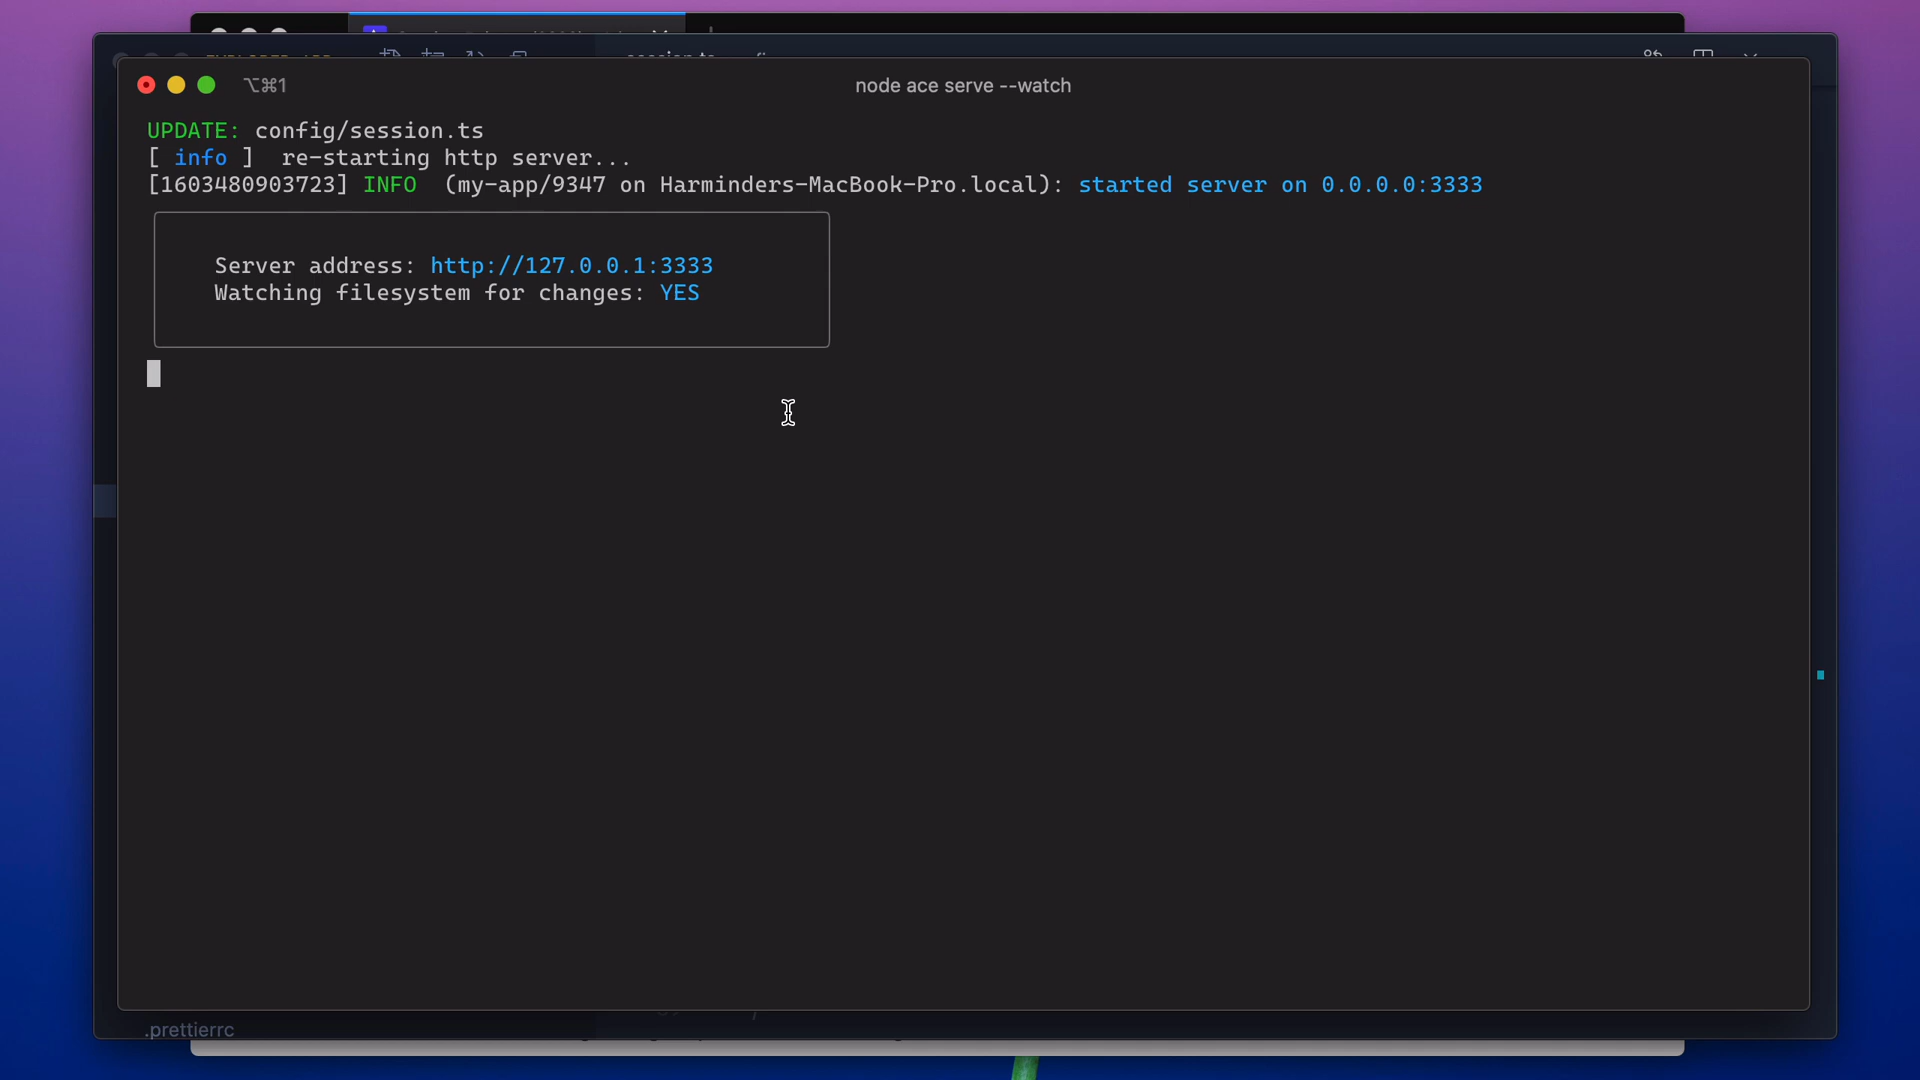 ⌥⌘1
node ace serve --watch
UPDATE: config/session.ts
[ info ]  re-starting http server...
[1603480903723] INFO  (my-app/9347 on Harminders-MacBook-Pro.local): started server on 0.0.0.0:3333
Server address: http://127.0.0.1:3333
Watching filesystem for changes: YES
.prettierrc